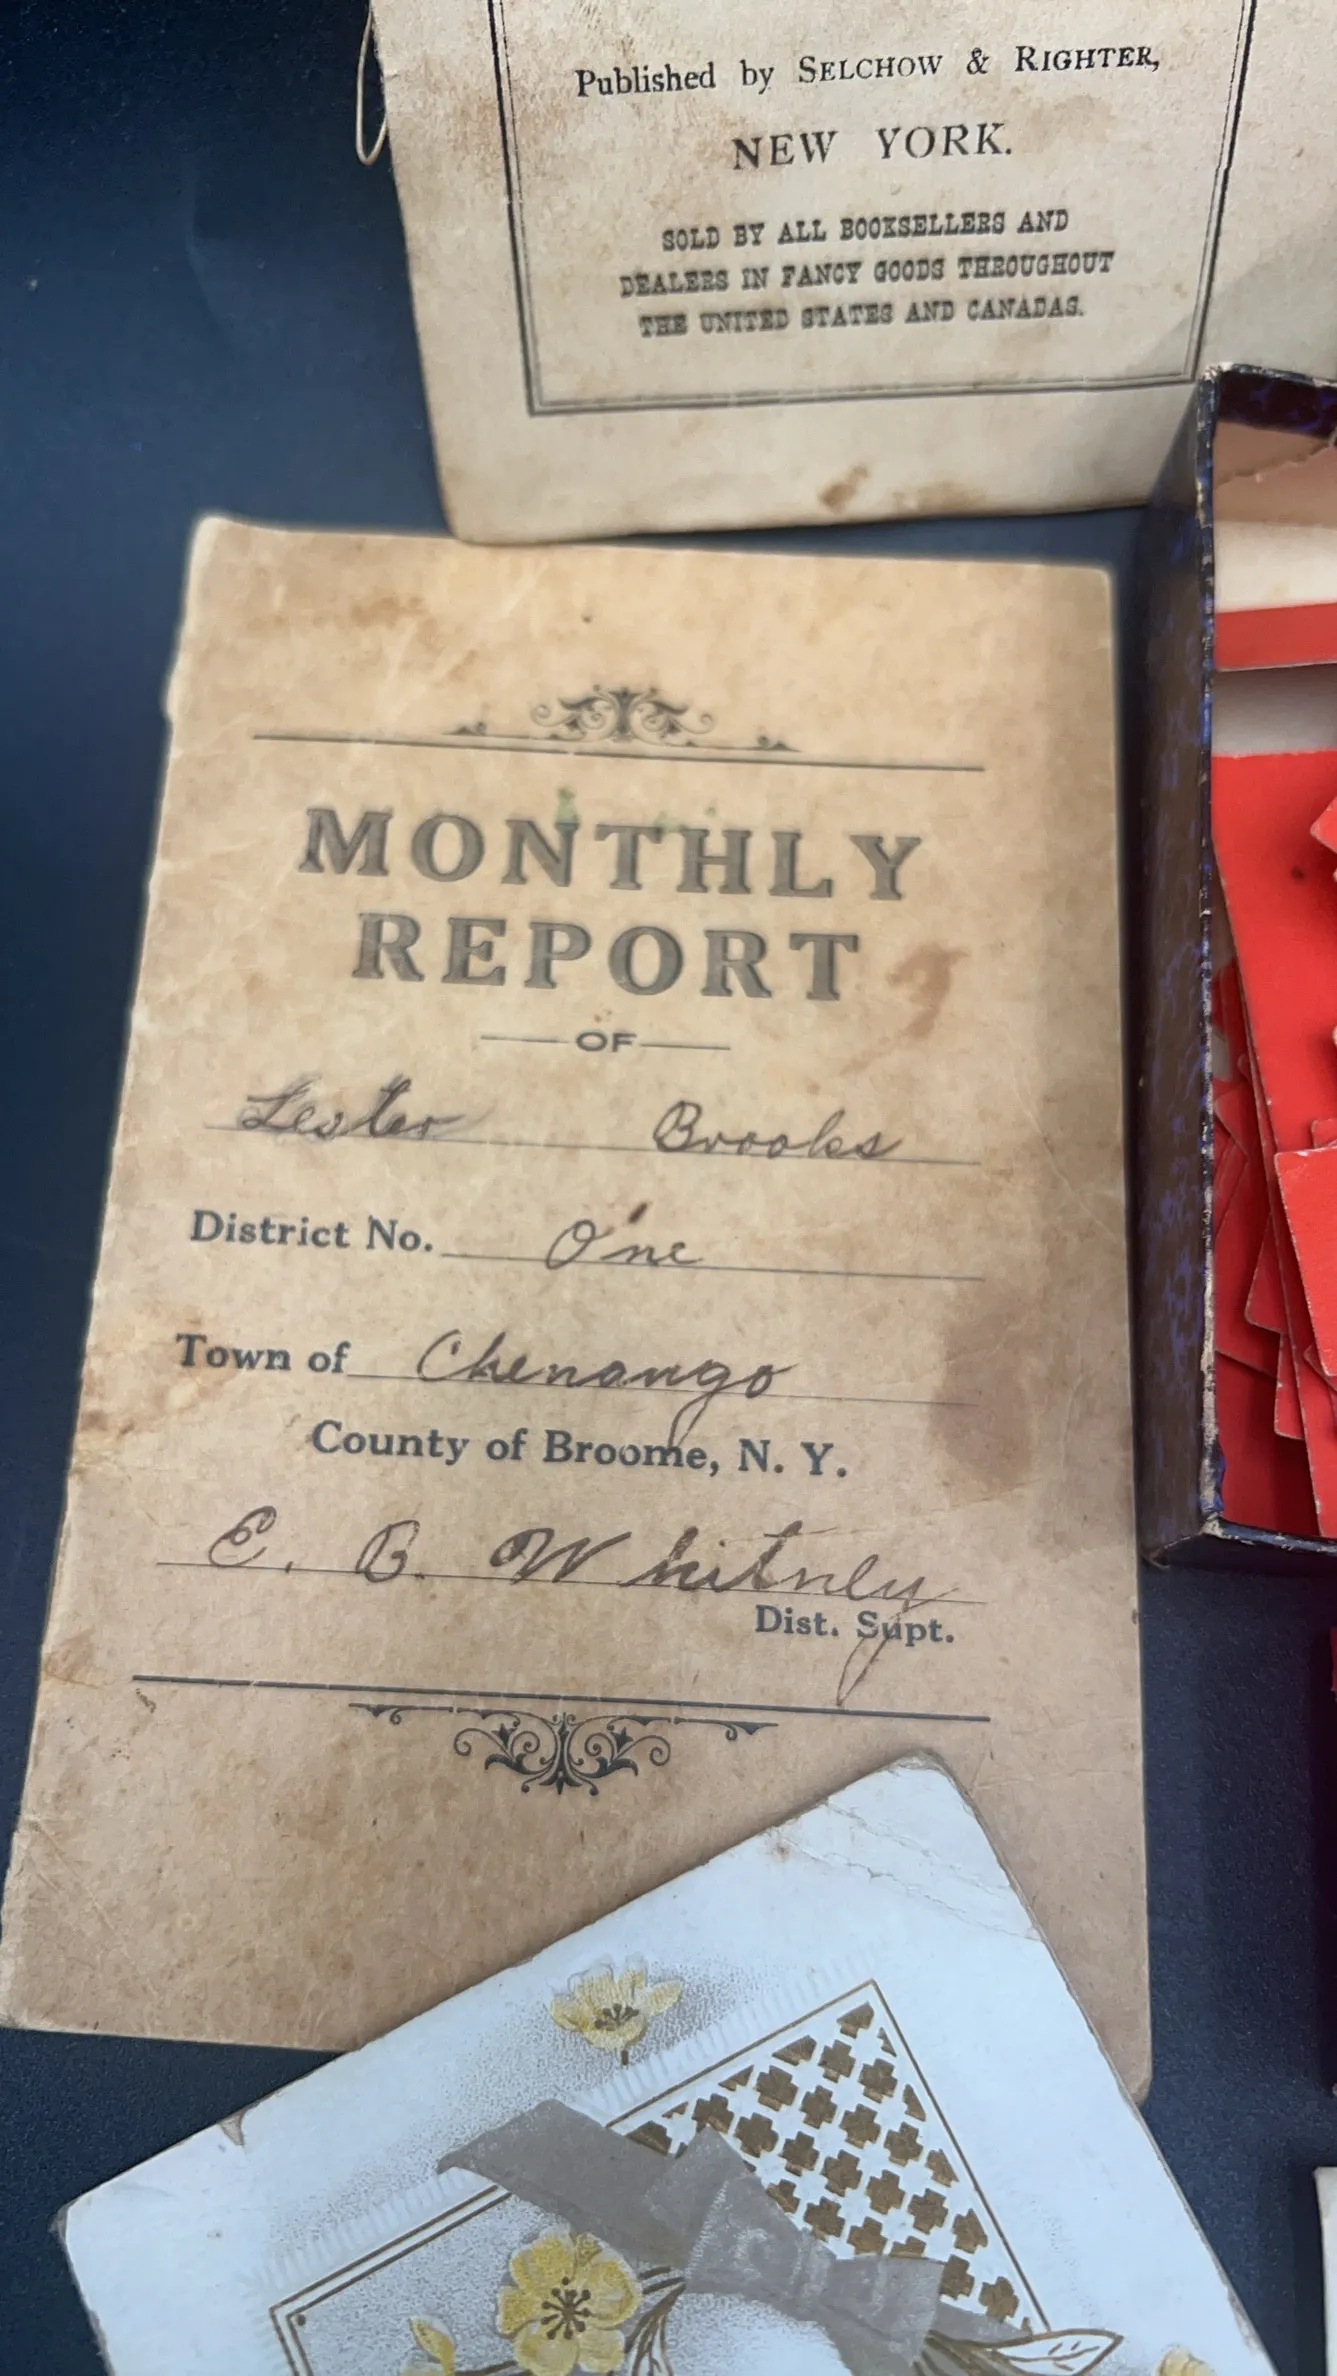 Published by SELCHOW & RIGHTER,
NEW YORK.
SOLD BY ALL BOOKSELLERS AND
DEALERS IN FANCY GOODS THROUGHOUT
THE UNITED STATES AND CANADAS.
MONTHLY
REPORT
OF
Lester Brooks
District No. One
Town of Chenango
County of Broome, N. Y.
E. B. Whitney
Dist. Supt.